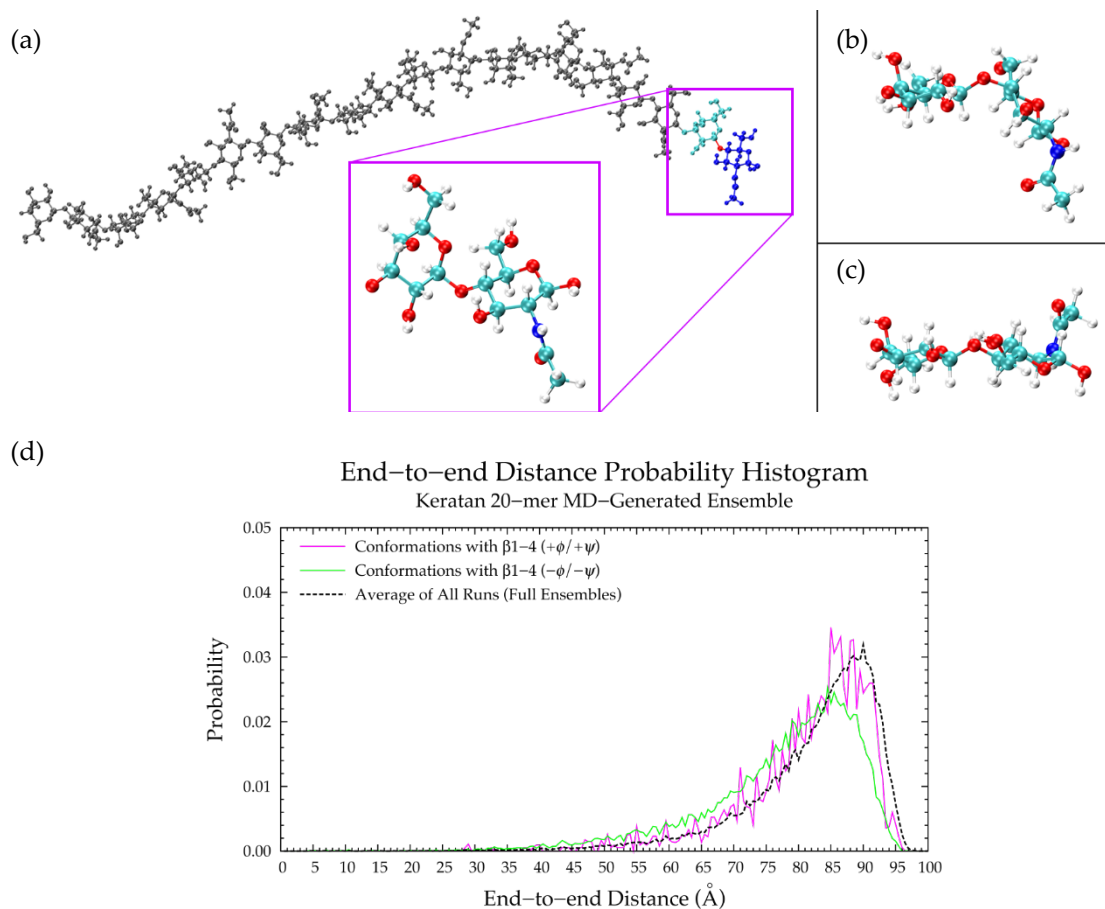 (a)
(b)
(c)
(d)
End−to−end Distance Probability Histogram
Keratan 20−mer MD−Generated Ensemble
Conformations with β1−4 (+ϕ/+ψ)
Conformations with β1−4 (−ϕ/−ψ)
Average of All Runs (Full Ensembles)
Probability
0.05
0.04
0.03
0.02
0.01
0.00
0 5 10 15 20 25 30 35 40 45 50 55 60 65 70 75 80 85 90 95 100
End−to−end Distance (Å)